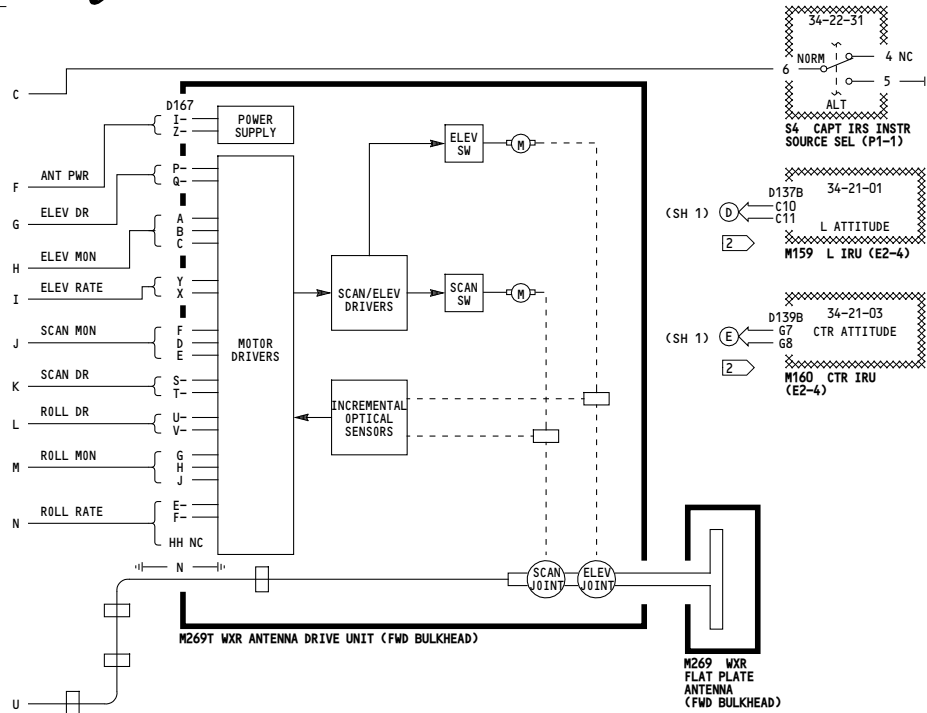 34-22-31
NORM
4 NC
6
5
ALT
S4 CAPT IRS INSTR
SOURCE SEL (P1-1)
C
D167
I-
Z-
POWER
SUPPLY
ELEV
SW
M
F ANT PWR
P-
Q-
G ELEV DR
A
B
C
H ELEV MON
I ELEV RATE
Y
X
SCAN/ELEV
DRIVERS
SCAN
SW
M
J SCAN MON
F
D
E
MOTOR
DRIVERS
K SCAN DR
S-
T-
L ROLL DR
U-
V-
INCREMENTAL
OPTICAL
SENSORS
M ROLL MON
G
H
J
N ROLL RATE
E-
F-
HH NC
N
SCAN
JOINT
ELEV
JOINT
M269T WXR ANTENNA DRIVE UNIT (FWD BULKHEAD)
U
D137B
34-21-01
(SH 1) D
C10
C11
L ATTITUDE
2
M159 L IRU (E2-4)
D139B
34-21-03
CTR ATTITUDE
(SH 1) E
G7
G8
2
M160 CTR IRU
(E2-4)
M269 WXR
FLAT PLATE
ANTENNA
(FWD BULKHEAD)